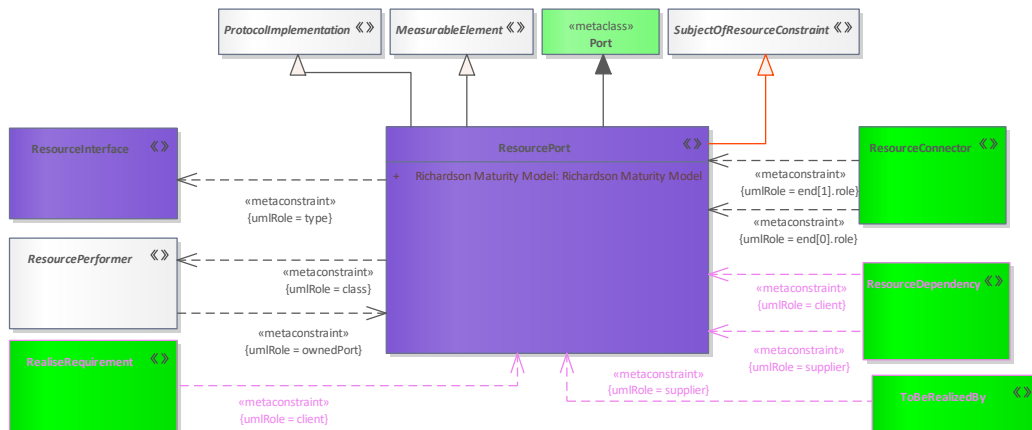 ProtocolImplementation «»
MeasurableElement «»
«metaclass»
Port
SubjectOfResourceConstraint «»
ResourceInterface «»
ResourcePort «»
+ Richardson Maturity Model: Richardson Maturity Model
ResourceConnector «»
«metaconstraint»
{umlRole = type}
«metaconstraint»
{umlRole = end[1].role}
«metaconstraint»
{umlRole = end[0].role}
ResourcePerformer «»
«metaconstraint»
{umlRole = class}
«metaconstraint»
{umlRole = ownedPort}
ResourceDependency «»
«metaconstraint»
{umlRole = client}
«metaconstraint»
{umlRole = supplier}
RealiseRequirement «»
«metaconstraint»
{umlRole = client}
«metaconstraint»
{umlRole = supplier}
ToBeRealizedBy «»